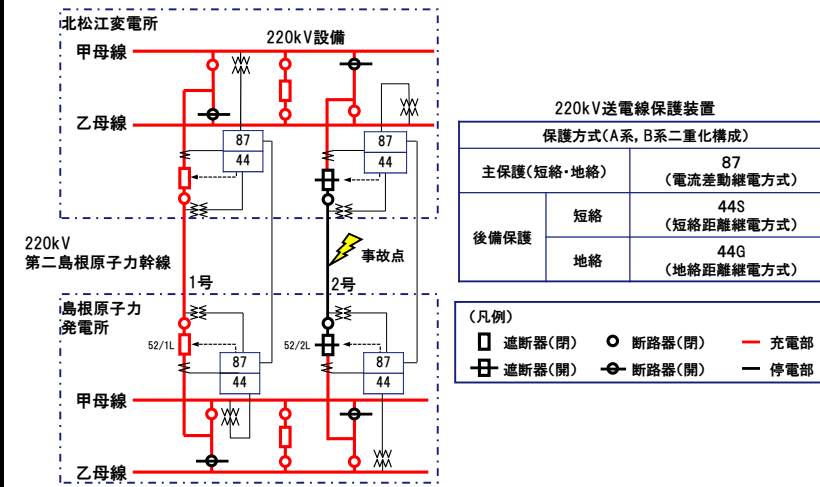 北松江変電所
220kV設備
甲母線
乙母線
87
44
87
44
220kV
第二島根原子力幹線
事故点
1号
2号
島根原子力
発電所
52/1L
52/2L
87
44
87
44
甲母線
乙母線
220kV送電線保護装置
保護方式(A系,B系二重化構成)
主保護(短絡・地絡)
87
(電流差動継電方式)
後備保護
短絡
44S
(短絡距離継電方式)
地絡
44G
(地絡距離継電方式)
(凡例)
遮断器(閉)
断路器(閉)
充電部
遮断器(開)
断路器(開)
停電部